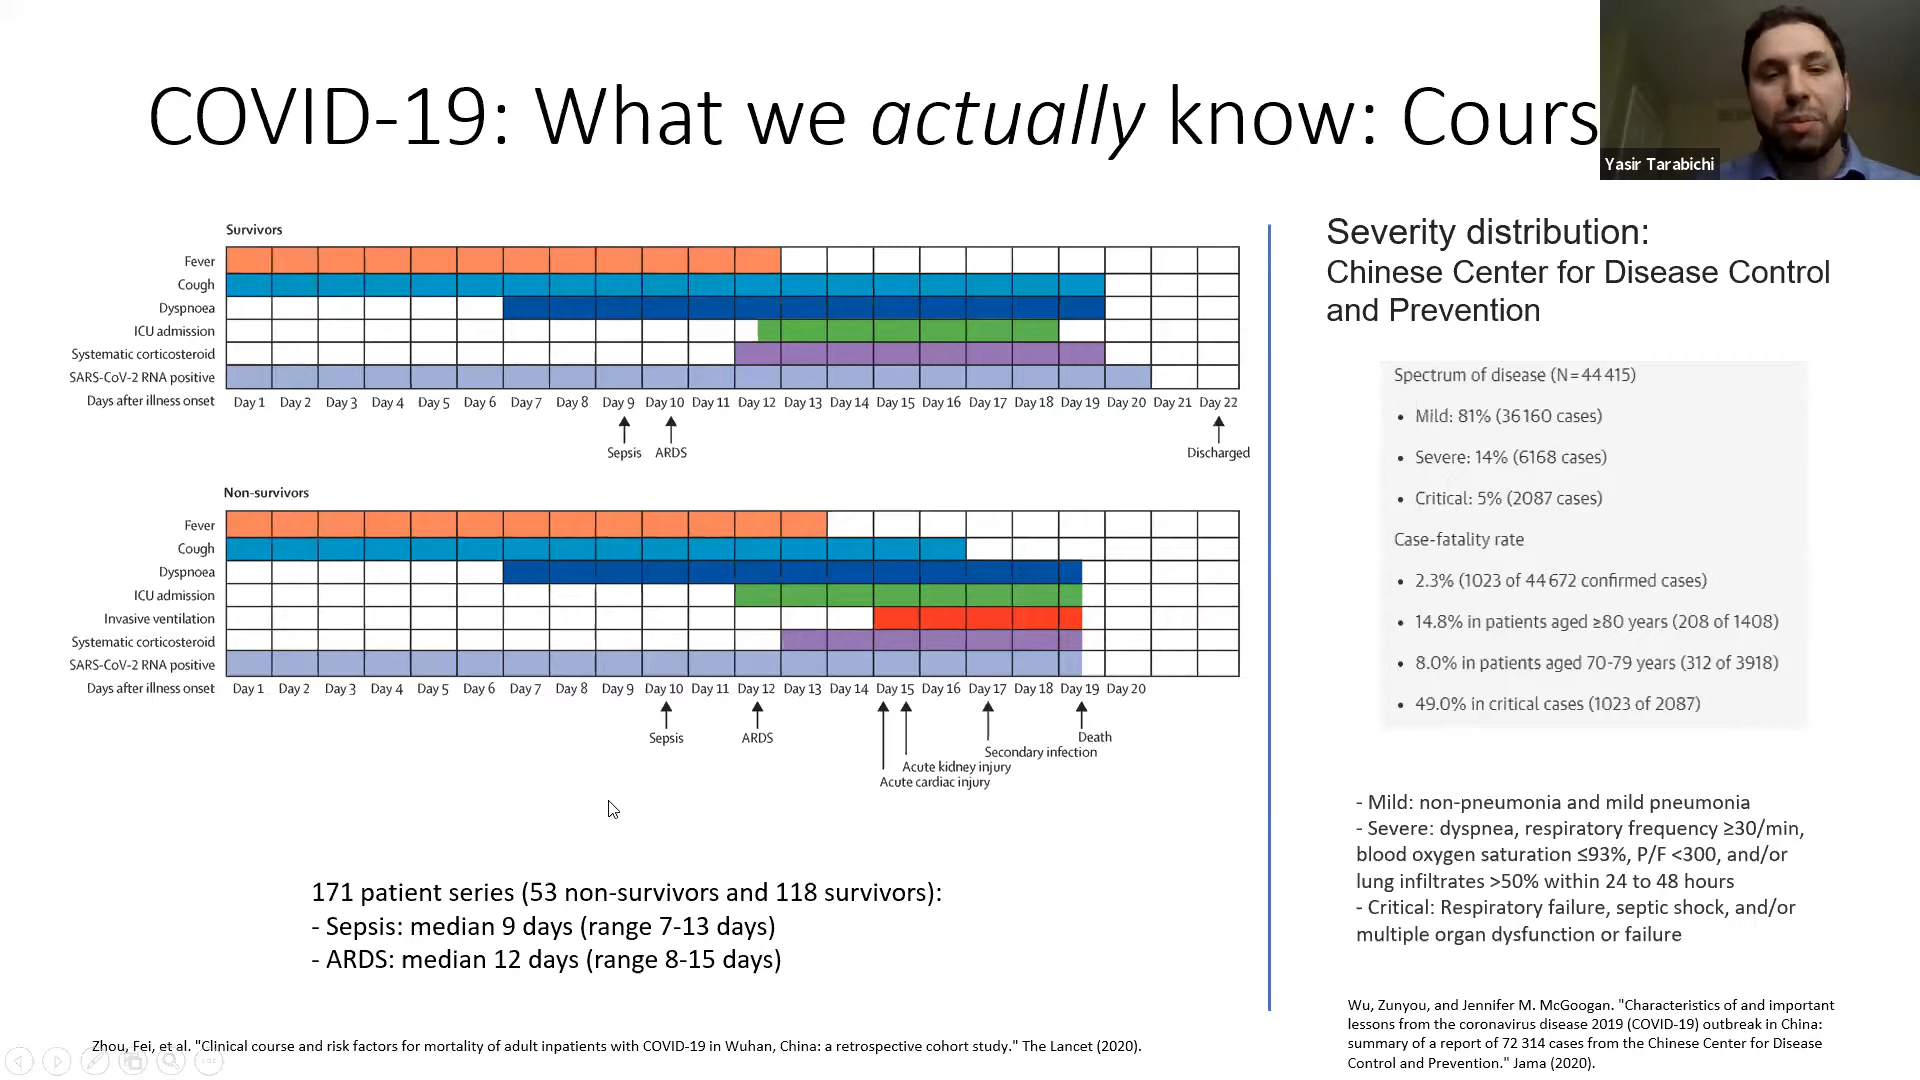 COVID-19: What we actually know: Cours
Yasir Tarabichi
Survivors
Fever
Cough
Dyspnoea
ICU admission
Systematic corticosteroid
SARS-CoV-2 RNA positive
Days after illness onset Day 1 Day 2 Day 3 Day 4 Day 5 Day 6 Day 7 Day 8 Day 9 Day 10 Day 11 Day 12 Day 13 Day 14 Day 15 Day 16 Day 17 Day 18 Day 19 Day 20 Day 21 Day 22
Sepsis ARDS Discharged
Non-survivors
Fever
Cough
Dyspnoea
ICU admission
Invasive ventilation
Systematic corticosteroid
SARS-CoV-2 RNA positive
Days after illness onset Day 1 Day 2 Day 3 Day 4 Day 5 Day 6 Day 7 Day 8 Day 9 Day 10 Day 11 Day 12 Day 13 Day 14 Day 15 Day 16 Day 17 Day 18 Day 19 Day 20
Sepsis ARDS Death
Secondary infection
Acute kidney injury
Acute cardiac injury
171 patient series (53 non-survivors and 118 survivors):
- Sepsis: median 9 days (range 7-13 days)
- ARDS: median 12 days (range 8-15 days)
Zhou, Fei, et al. "Clinical course and risk factors for mortality of adult inpatients with COVID-19 in Wuhan, China: a retrospective cohort study." The Lancet (2020).
Severity distribution:
Chinese Center for Disease Control
and Prevention
Spectrum of disease (N=44 415)
• Mild: 81% (36 160 cases)
• Severe: 14% (6168 cases)
• Critical: 5% (2087 cases)
Case-fatality rate
• 2.3% (1023 of 44 672 confirmed cases)
• 14.8% in patients aged ≥80 years (208 of 1408)
• 8.0% in patients aged 70-79 years (312 of 3918)
• 49.0% in critical cases (1023 of 2087)
- Mild: non-pneumonia and mild pneumonia
- Severe: dyspnea, respiratory frequency ≥30/min,
blood oxygen saturation ≤93%, P/F <300, and/or
lung infiltrates >50% within 24 to 48 hours
- Critical: Respiratory failure, septic shock, and/or
multiple organ dysfunction or failure
Wu, Zunyou, and Jennifer M. McGoogan. "Characteristics of and important
lessons from the coronavirus disease 2019 (COVID-19) outbreak in China:
summary of a report of 72 314 cases from the Chinese Center for Disease
Control and Prevention." Jama (2020).